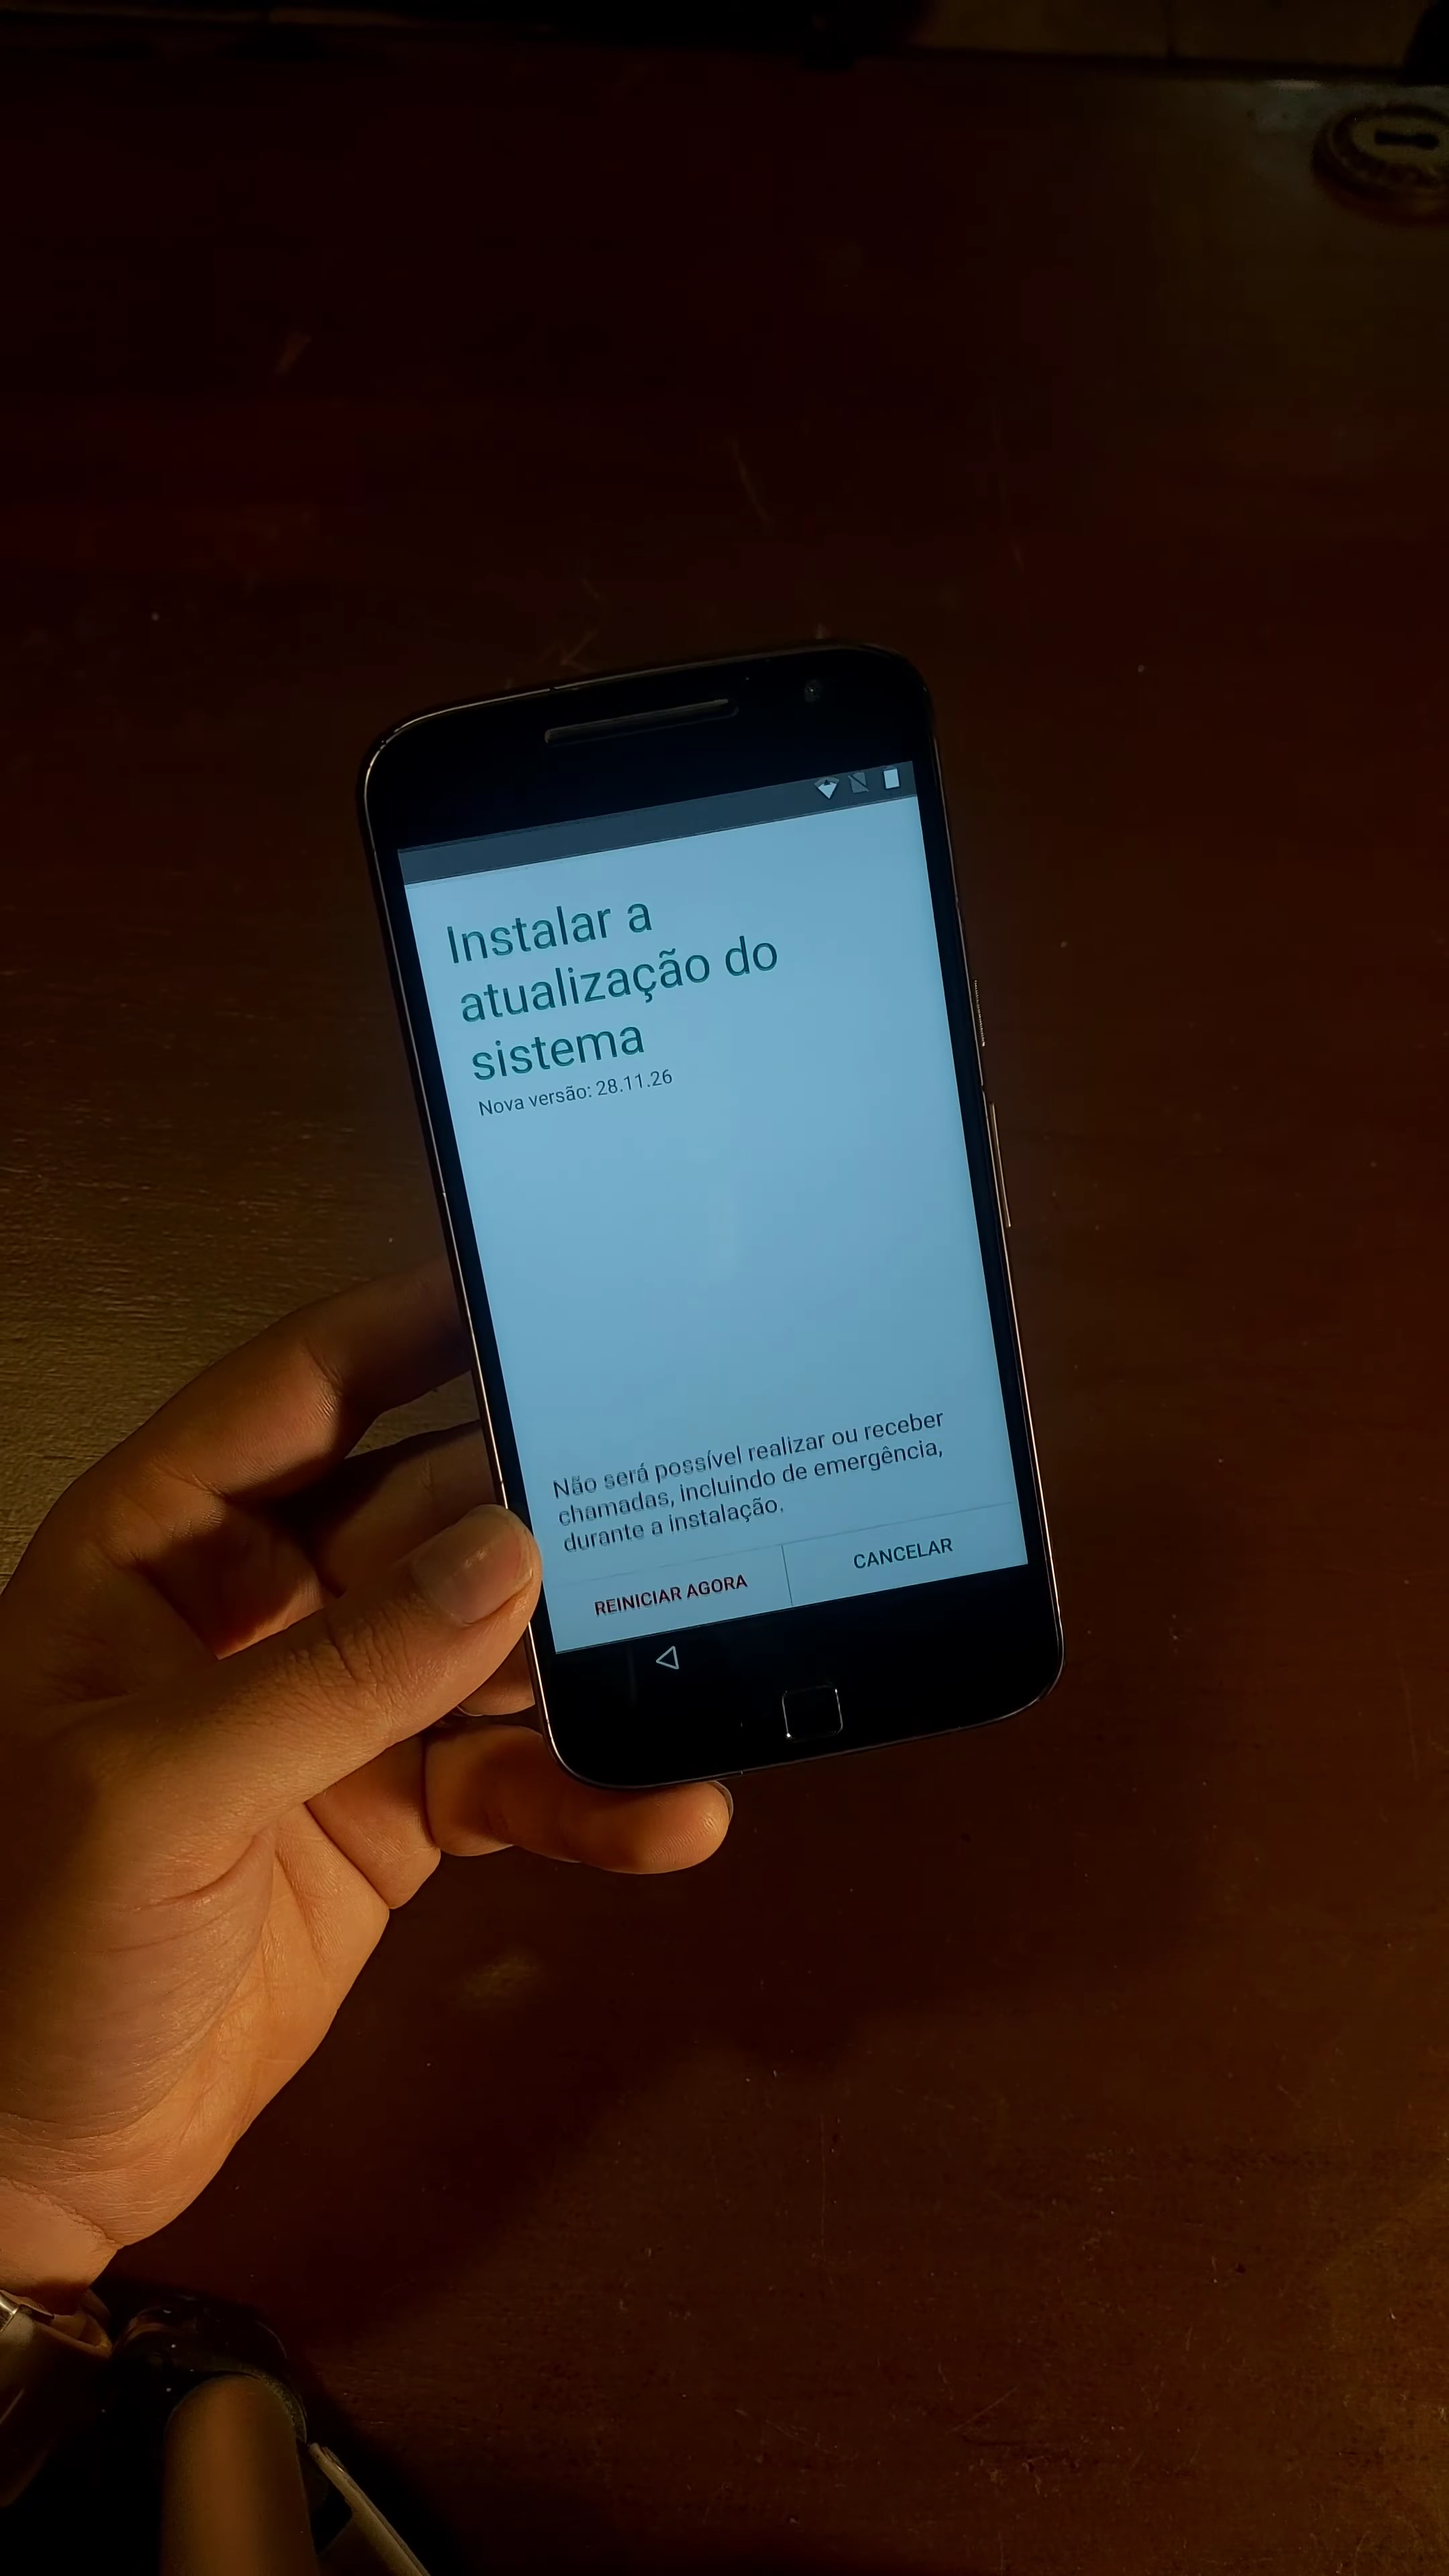 Instalar a
atualização do
sistema
Nova versão: 28.11.26
Não será possível realizar ou receber
chamadas, incluindo de emergência,
durante a instalação.
REINICIAR AGORA
CANCELAR